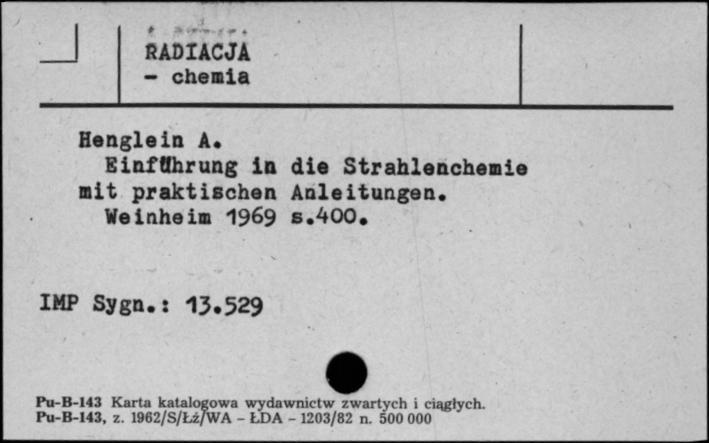 RADIACJA
- chemia
Henglein A.
Einführung in die Strahlenchemie
mit praktischen Anleitungen.
Weinheim 1969 s.400.
IMP Sygn.: 13.529
Pu-B-143 Karta katalogowa wydawnictw zwartych i ciągłych.
Pu-B-143, z. 1962/S/Łż/WA - ŁDA - 1203/82 n. 500 000